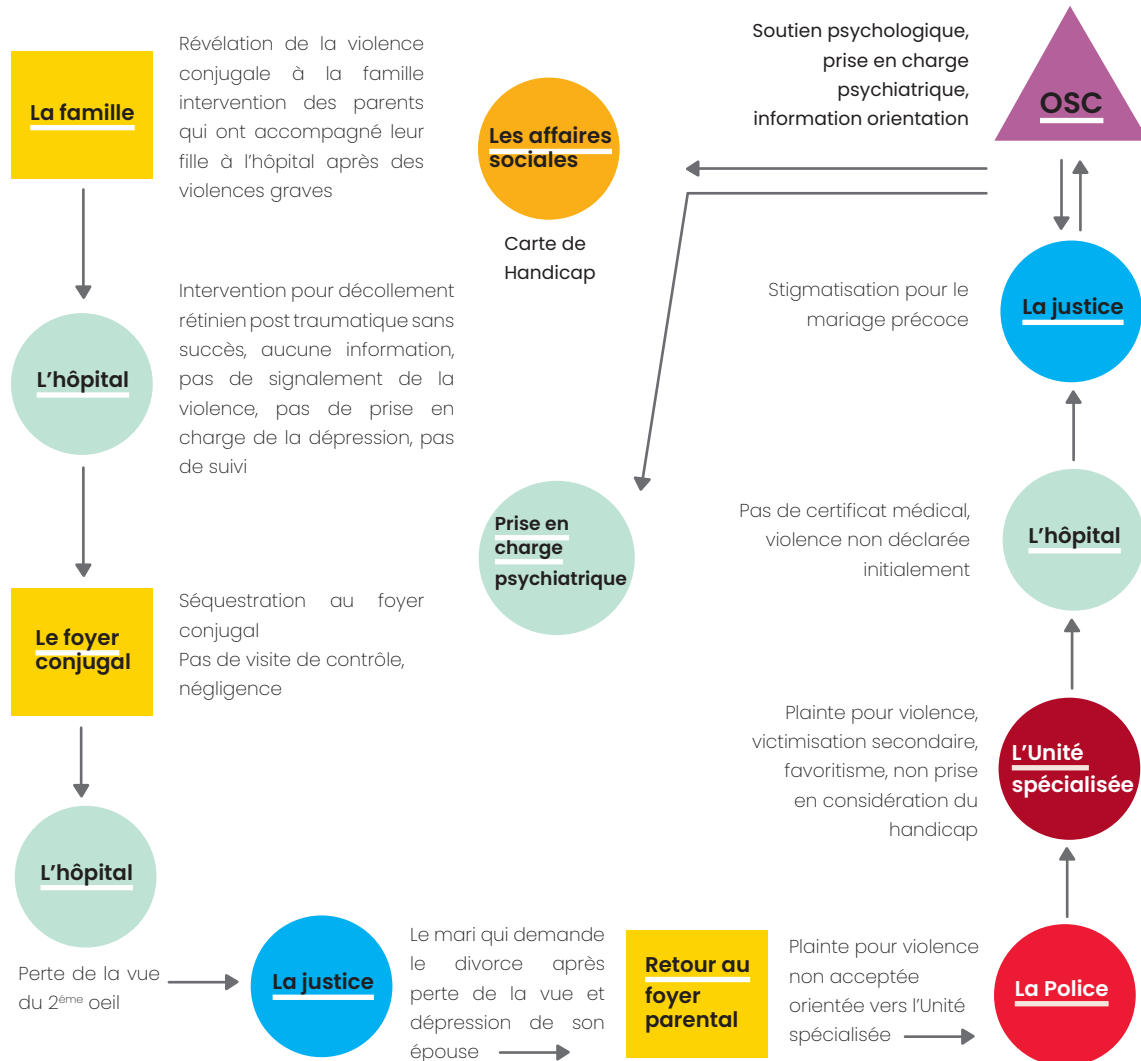 La famille
Révélation de la violence
conjugale à la famille
intervention des parents
qui ont accompagné leur
fille à l'hôpital après des
violences graves
L'hôpital
Intervention pour décollement
rétinien post traumatique sans
succès, aucune information,
pas de signalement de la
violence, pas de prise en
charge de la dépression, pas
de suivi
Le foyer
conjugal
Séquestration au foyer
conjugal
Pas de visite de contrôle,
négligence
L'hôpital
Perte de la vue
du 2ème oeil
La justice
Le mari qui demande
le divorce après
perte de la vue et
dépression de son
épouse
Retour au
foyer
parental
Plainte pour violence
non acceptée
orientée vers l'Unité
spécialisée
La Police
L'Unité
spécialisée
Plainte pour violence,
victimisation secondaire,
favoritisme, non prise
en considération du
handicap
L'hôpital
Pas de certificat médical,
violence non déclarée
initialement
La justice
Stigmatisation pour le
mariage précoce
OSC
Soutien psychologique,
prise en charge
psychiatrique,
information orientation
Les affaires
sociales
Carte de
Handicap
Prise en
charge
psychiatrique